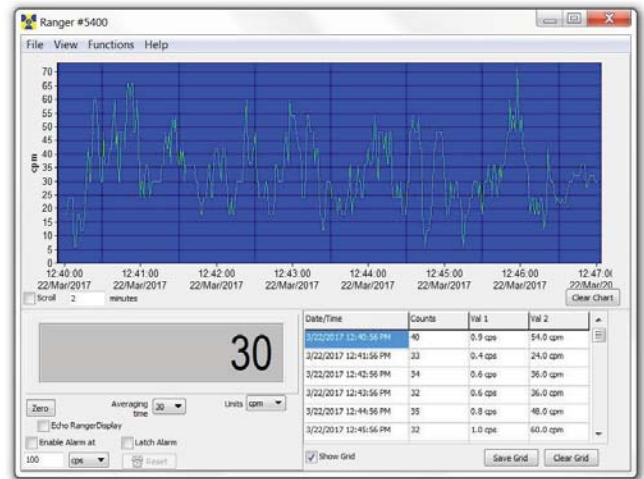 Ranger #5400
File View Functions Help
cpm
70
65
60
55
50
45
40
35
30
25
20
15
10
5
0
12:40:00 12:41:00 12:42:00 12:43:00 12:44:00 12:45:00 12:46:00 12:47:00
22/Mar/2017 22/Mar/2017 22/Mar/2017 22/Mar/2017 22/Mar/2017 22/Mar/2017 22/Mar/2017 22/Mar/20
Scroll 2 minutes Clear Chart
30
Zero Averaging time 30 Units cpm
Echo RangerDisplay
Enable Alarm at Latch Alarm
100 cps Reset
Date/Time Counts Val 1 Val 2
3/22/2017 12:40:56 PM 40 0.9 cps 54.0 cpm
3/22/2017 12:41:56 PM 33 0.4 cps 24.0 cpm
3/22/2017 12:42:56 PM 34 0.6 cps 36.0 cpm
3/22/2017 12:43:56 PM 32 0.6 cps 36.0 cpm
3/22/2017 12:44:56 PM 35 0.8 cps 48.0 cpm
3/22/2017 12:45:56 PM 32 1.0 cps 60.0 cpm
Show Grid Save Grid Clear Grid